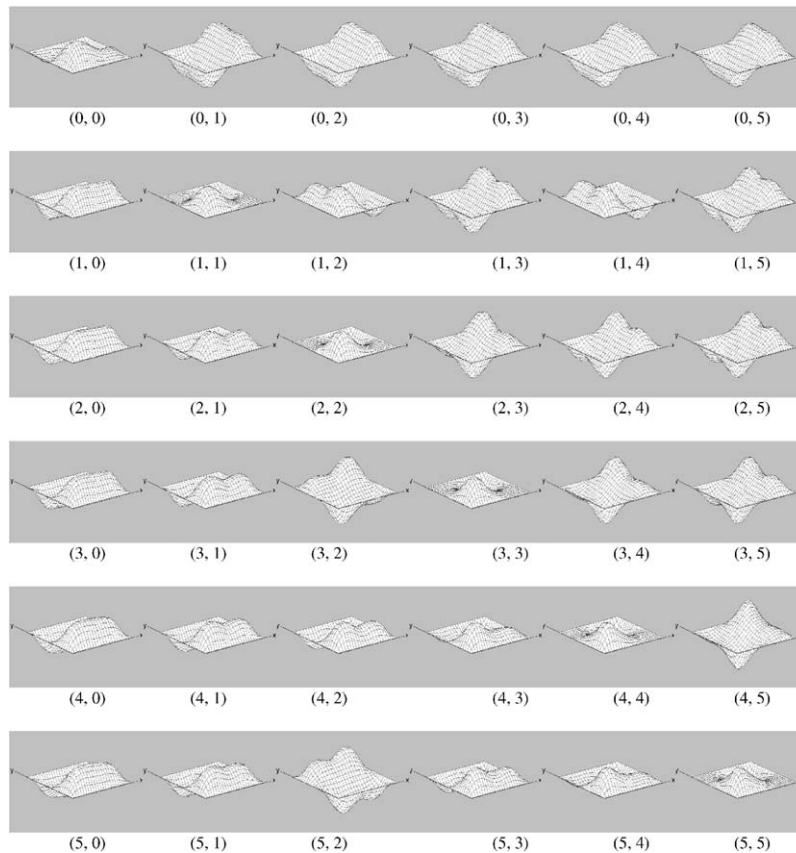 (0, 0) (0, 1) (0, 2) (0, 3) (0, 4) (0, 5)
(1, 0) (1, 1) (1, 2) (1, 3) (1, 4) (1, 5)
(2, 0) (2, 1) (2, 2) (2, 3) (2, 4) (2, 5)
(3, 0) (3, 1) (3, 2) (3, 3) (3, 4) (3, 5)
(4, 0) (4, 1) (4, 2) (4, 3) (4, 4) (4, 5)
(5, 0) (5, 1) (5, 2) (5, 3) (5, 4) (5, 5)